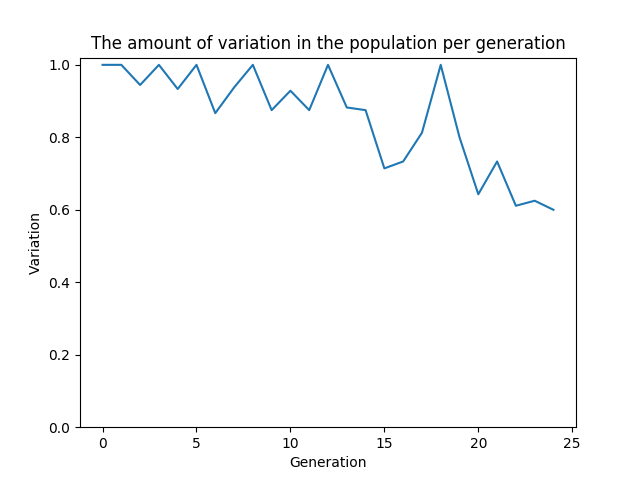 The amount of variation in the population per generation
1.0
0.8
0.6
0.4
0.2
0.0
Variation
0 5 10 15 20 25
Generation